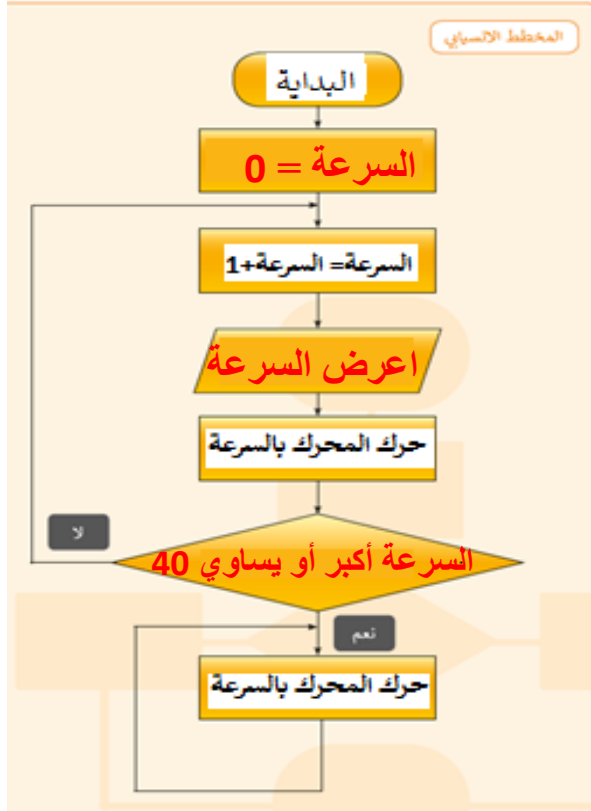 المخطط الانسيابي
البداية
السرعة = 0
السرعة= السرعة+1
اعرض السرعة
حرك المحرك بالسرعة
لا
السرعة أكبر أو يساوي 40
نعم
حرك المحرك بالسرعة